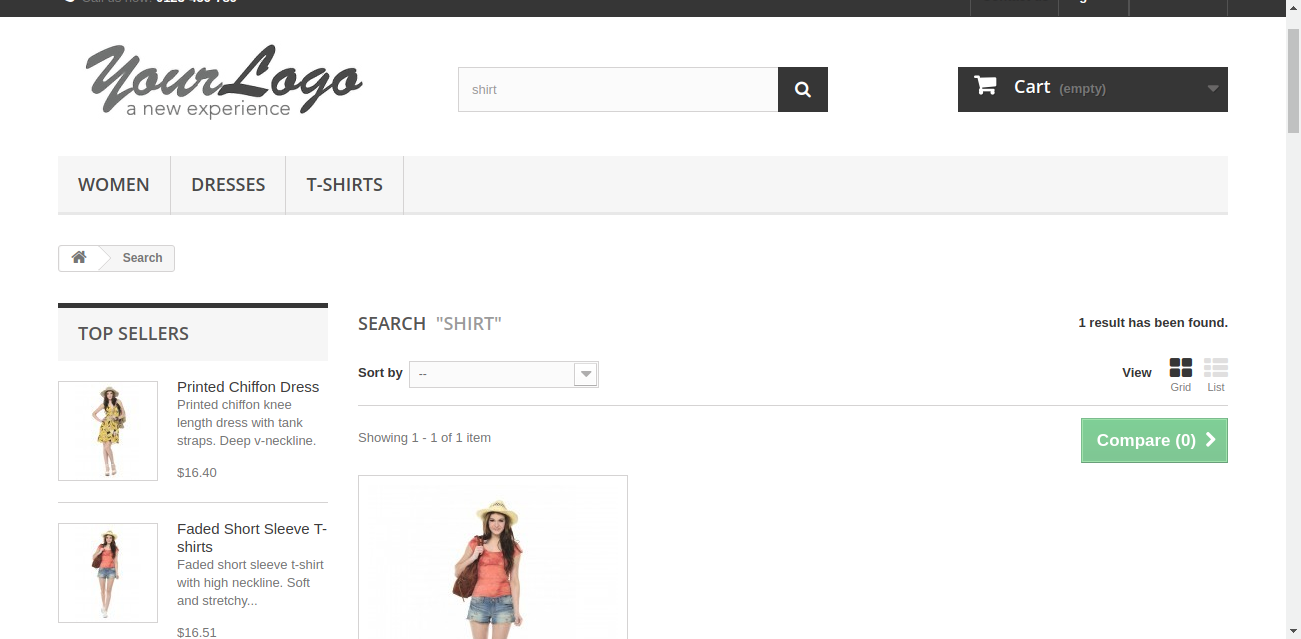 YourLogo
a new experience
shirt
Cart (empty)
WOMEN DRESSES T-SHIRTS
Search
TOP SELLERS
Printed Chiffon Dress
Printed chiffon knee
length dress with tank
straps. Deep v-neckline.
$16.40
Faded Short Sleeve T-
shirts
Faded short sleeve t-shirt
with high neckline. Soft
and stretchy...
$16.51
SEARCH "SHIRT"
1 result has been found.
Sort by --
View
Grid
List
Showing 1 - 1 of 1 item
Compare (0)